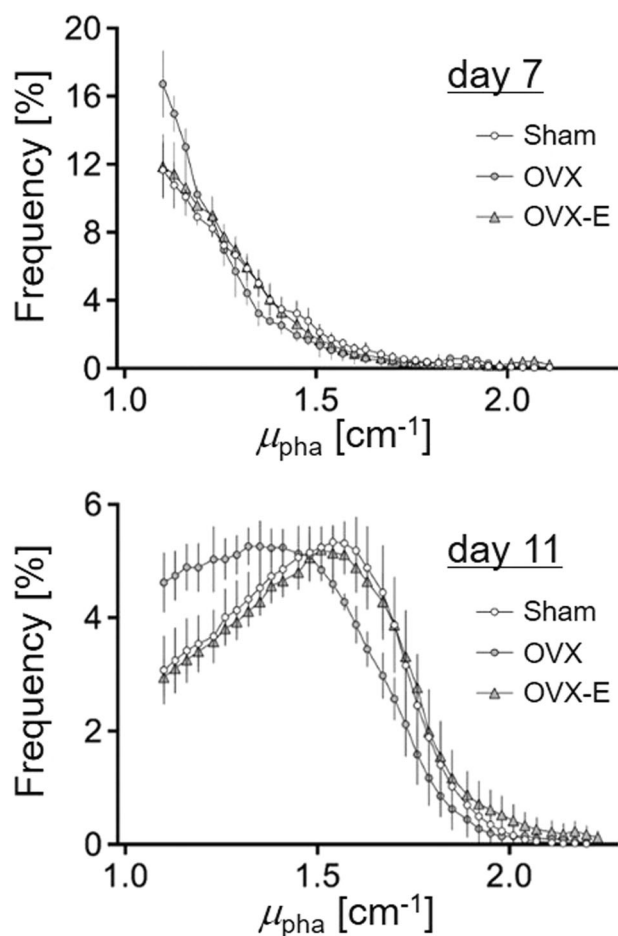 20
16
12
8
4
0
Frequency [%]
day 7
Sham
OVX
OVX-E
1.0 1.5 2.0
μpha [cm-1]
6
4
2
0
Frequency [%]
day 11
Sham
OVX
OVX-E
1.0 1.5 2.0
μpha [cm-1]